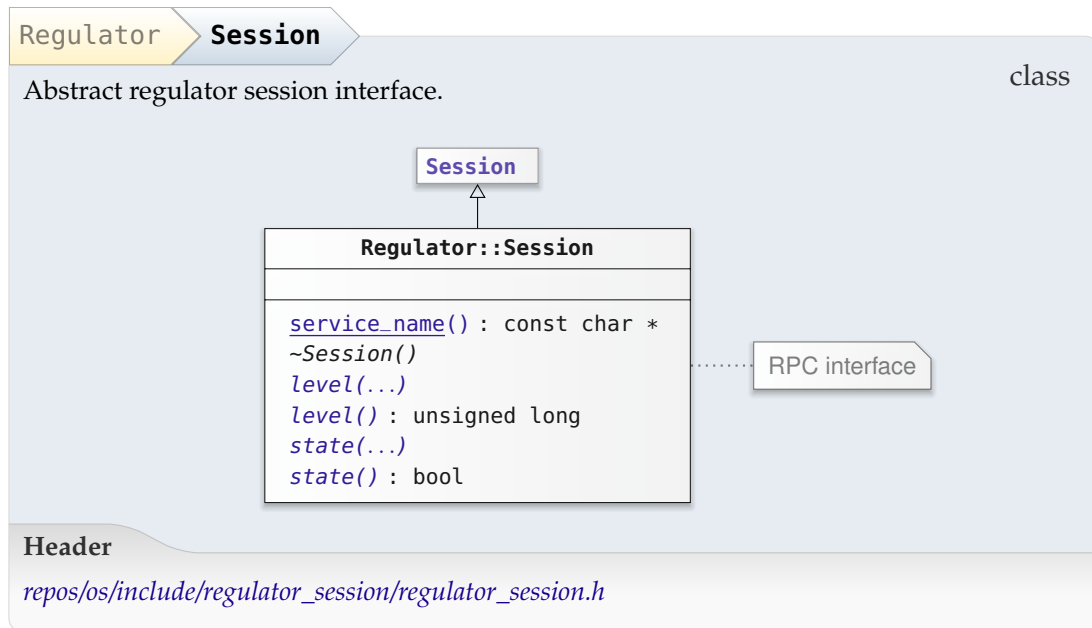 Regulator Session
class
Abstract regulator session interface.
Session
Regulator::Session
service_name() : const char *
~Session()
level(...)
level() : unsigned long
state(...)
state() : bool
RPC interface
Header
repos/os/include/regulator_session/regulator_session.h